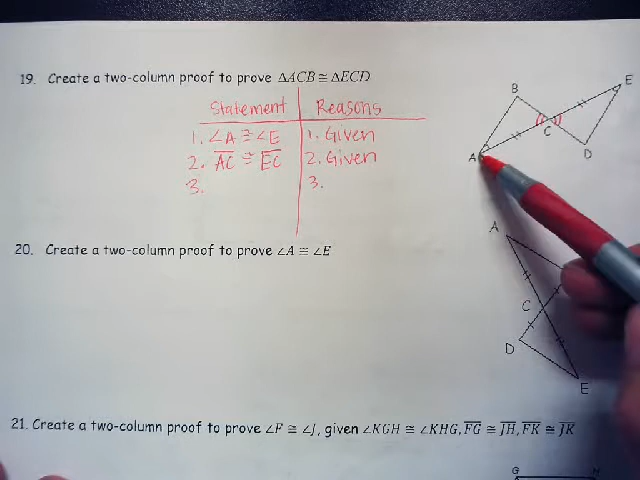 19. Create a two-column proof to prove ΔACB ≅ ΔECD
Statement Reasons
1. ∠A ≅ ∠E 1. Given
2. AC ≅ EC 2. Given
3. 3.
B E
C
A D
20. Create a two-column proof to prove ∠A ≅ ∠E
A
C
D
E
21. Create a two-column proof to prove ∠F ≅ ∠J, given ∠KGH ≅ ∠KHG, FG ≅ JH, FK ≅ JK
G H